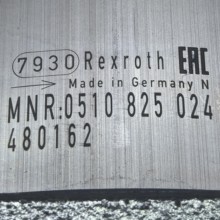 7930 Rexroth EAC
Made in Germany N
MNR:0510 825 024
480162